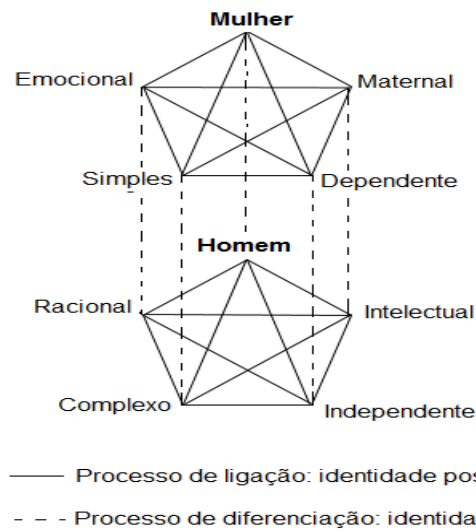 Mulher
Emocional
Maternal
Simples
Dependente
Homem
Racional
Intelectual
Complexo
Independente
Processo de ligação: identidade pos
Processo de diferenciação: identida